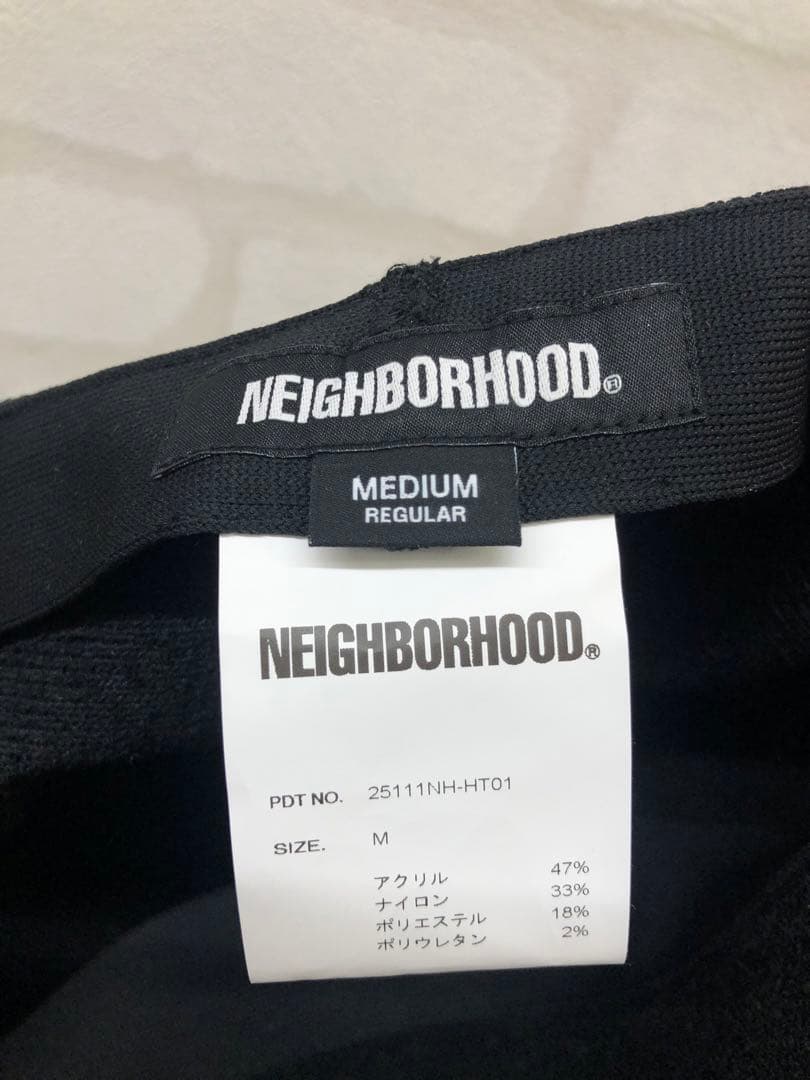 NEIGHBORHOOD®
MEDIUM
REGULAR
NEIGHBORHOOD®
PDT NO. 25111NH-HT01
SIZE. M
アクリル 47%
ナイロン 33%
ポリエステル 18%
ポリウレタン 2%